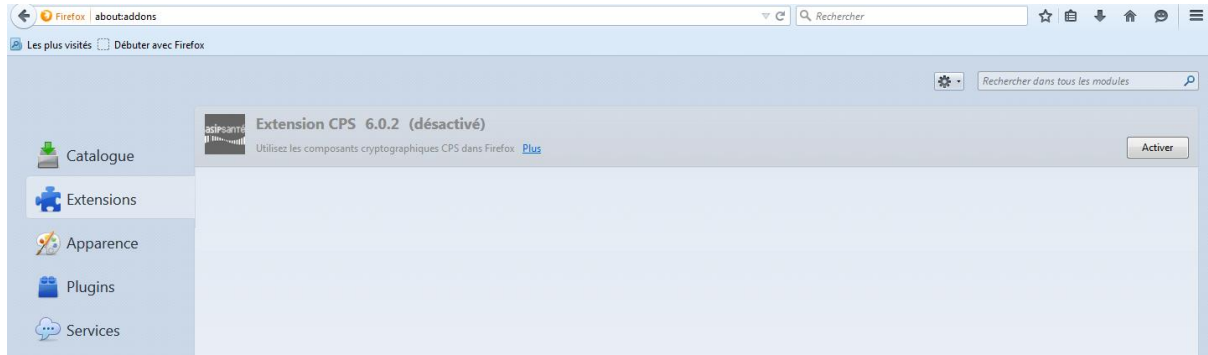 Firefox about:addons Rechercher
Les plus visités Débuter avec Firefox
Rechercher dans tous les modules
asipsanté
Extension CPS 6.0.2 (désactivé)
Utilisez les composants cryptographiques CPS dans Firefox Plus
Activer
Catalogue
Extensions
Apparence
Plugins
Services